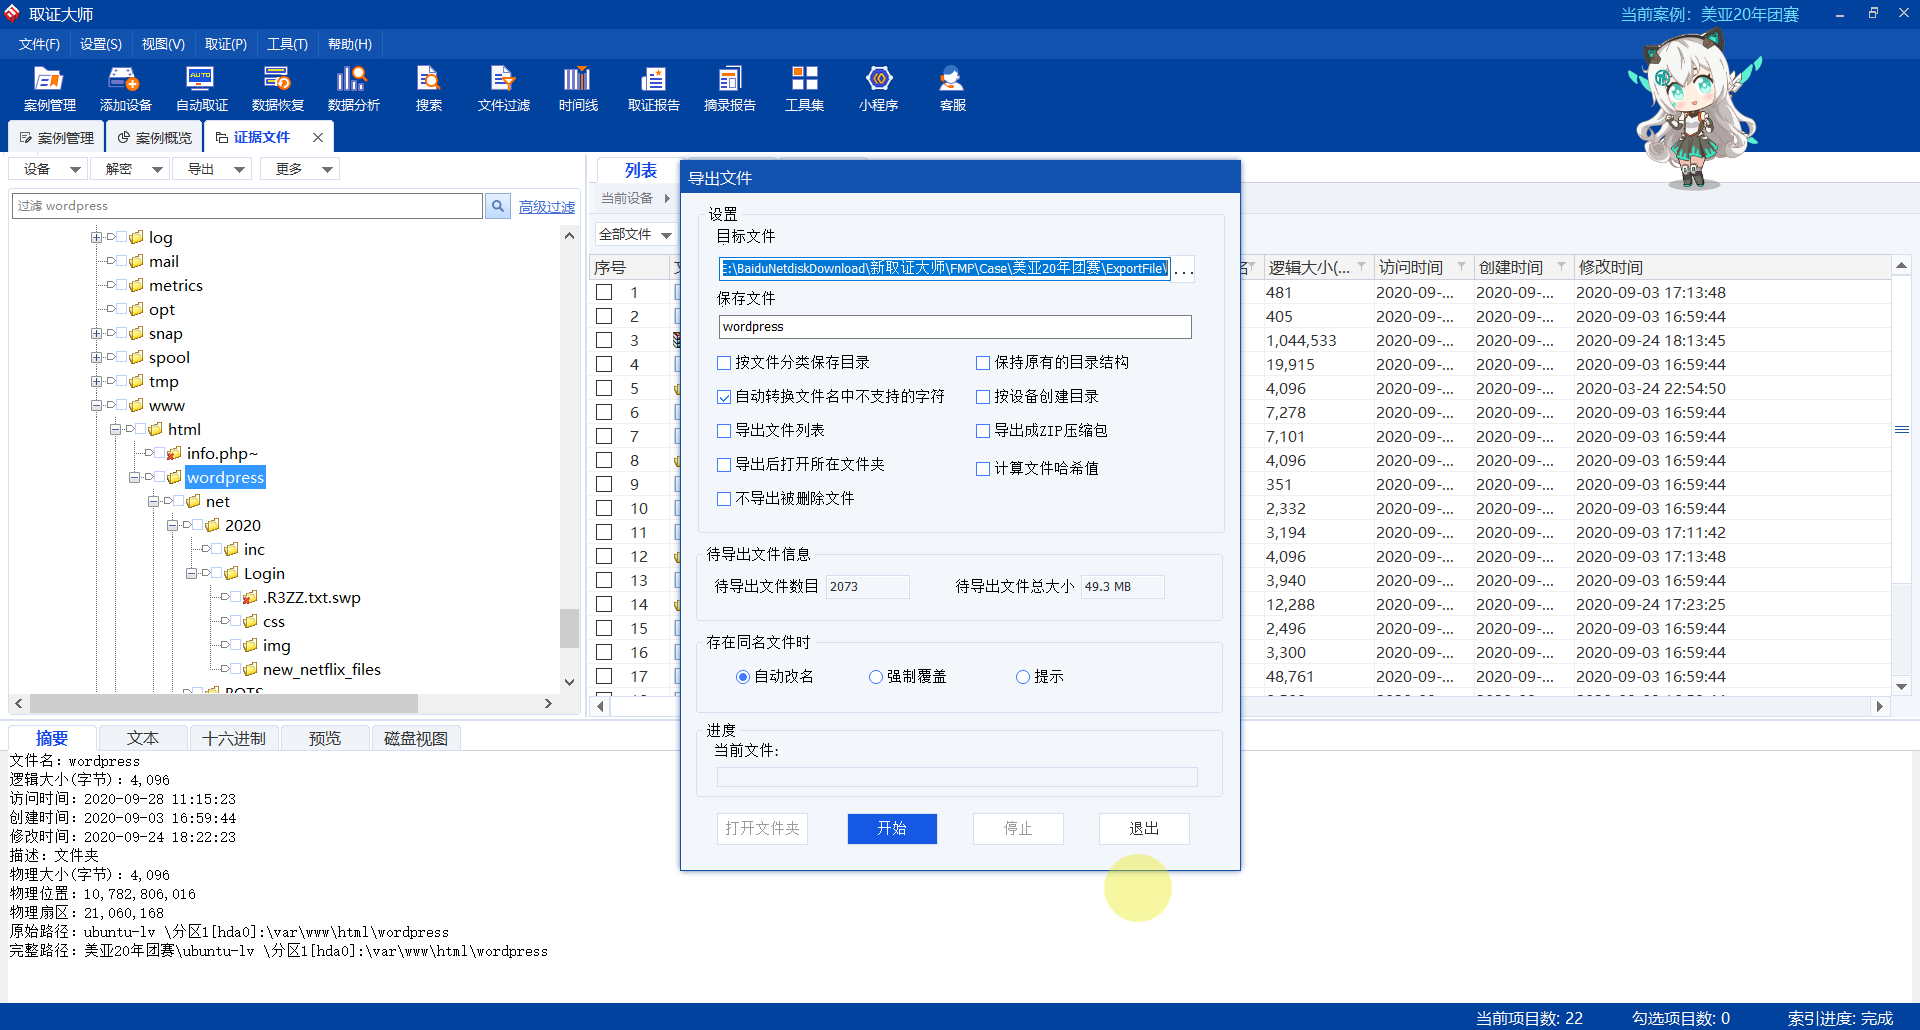 取证大师
当前案例：美亚20年团赛
文件(F) 设置(S) 视图(V) 取证(P) 工具(T) 帮助(H)
案例管理 添加设备 自动取证 数据恢复 数据分析 搜索 文件过滤 时间线 取证报告 摘录报告 工具集 小程序 客服
案例管理 案例概览 证据文件
设备 解密 导出 更多
过滤 wordpress
高级过滤
log
mail
metrics
opt
snap
spool
tmp
www
html
info.php~
wordpress
net
2020
inc
Login
.R3ZZ.txt.swp
css
img
new_netflix_files
BOTS
列表
当前设备
全部文件
序号 逻辑大小(... 访问时间 创建时间 修改时间
1 481 2020-09-... 2020-09-... 2020-09-03 17:13:48
2 405 2020-09-... 2020-09-... 2020-09-03 16:59:44
3 1,044,533 2020-09-... 2020-09-... 2020-09-24 18:13:45
4 19,915 2020-09-... 2020-09-... 2020-09-03 16:59:44
5 4,096 2020-09-... 2020-09-... 2020-03-24 22:54:50
6 7,278 2020-09-... 2020-09-... 2020-09-03 16:59:44
7 7,101 2020-09-... 2020-09-... 2020-09-03 16:59:44
8 4,096 2020-09-... 2020-09-... 2020-09-03 16:59:44
9 351 2020-09-... 2020-09-... 2020-09-03 16:59:44
10 2,332 2020-09-... 2020-09-... 2020-09-03 16:59:44
11 3,194 2020-09-... 2020-09-... 2020-09-03 17:11:42
12 4,096 2020-09-... 2020-09-... 2020-09-03 17:13:48
13 3,940 2020-09-... 2020-09-... 2020-09-03 16:59:44
14 12,288 2020-09-... 2020-09-... 2020-09-24 17:23:25
15 2,496 2020-09-... 2020-09-... 2020-09-03 16:59:44
16 3,300 2020-09-... 2020-09-... 2020-09-03 16:59:44
17 48,761 2020-09-... 2020-09-... 2020-09-03 16:59:44
导出文件
设置
目标文件
E:\BaiduNetdiskDownload\新取证大师\FMP\Case\美亚20年团赛\ExportFile\ ...
保存文件
wordpress
按文件分类保存目录 保持原有的目录结构
自动转换文件名中不支持的字符 按设备创建目录
导出文件列表 导出成ZIP压缩包
导出后打开所在文件夹 计算文件哈希值
不导出被删除文件
待导出文件信息
待导出文件数目 2073 待导出文件总大小 49.3 MB
存在同名文件时
自动改名 强制覆盖 提示
进度
当前文件:
打开文件夹 开始 停止 退出
摘要 文本 十六进制 预览 磁盘视图
文件名：wordpress
逻辑大小(字节)：4,096
访问时间：2020-09-28 11:15:23
创建时间：2020-09-03 16:59:44
修改时间：2020-09-24 18:22:23
描述：文件夹
物理大小(字节)：4,096
物理位置：10,782,806,016
物理扇区：21,060,168
原始路径：ubuntu-lv \分区1[hda0]:\var\www\html\wordpress
完整路径：美亚20年团赛\ubuntu-lv \分区1[hda0]:\var\www\html\wordpress
当前项目数: 22 勾选项目数: 0 索引进度: 完成